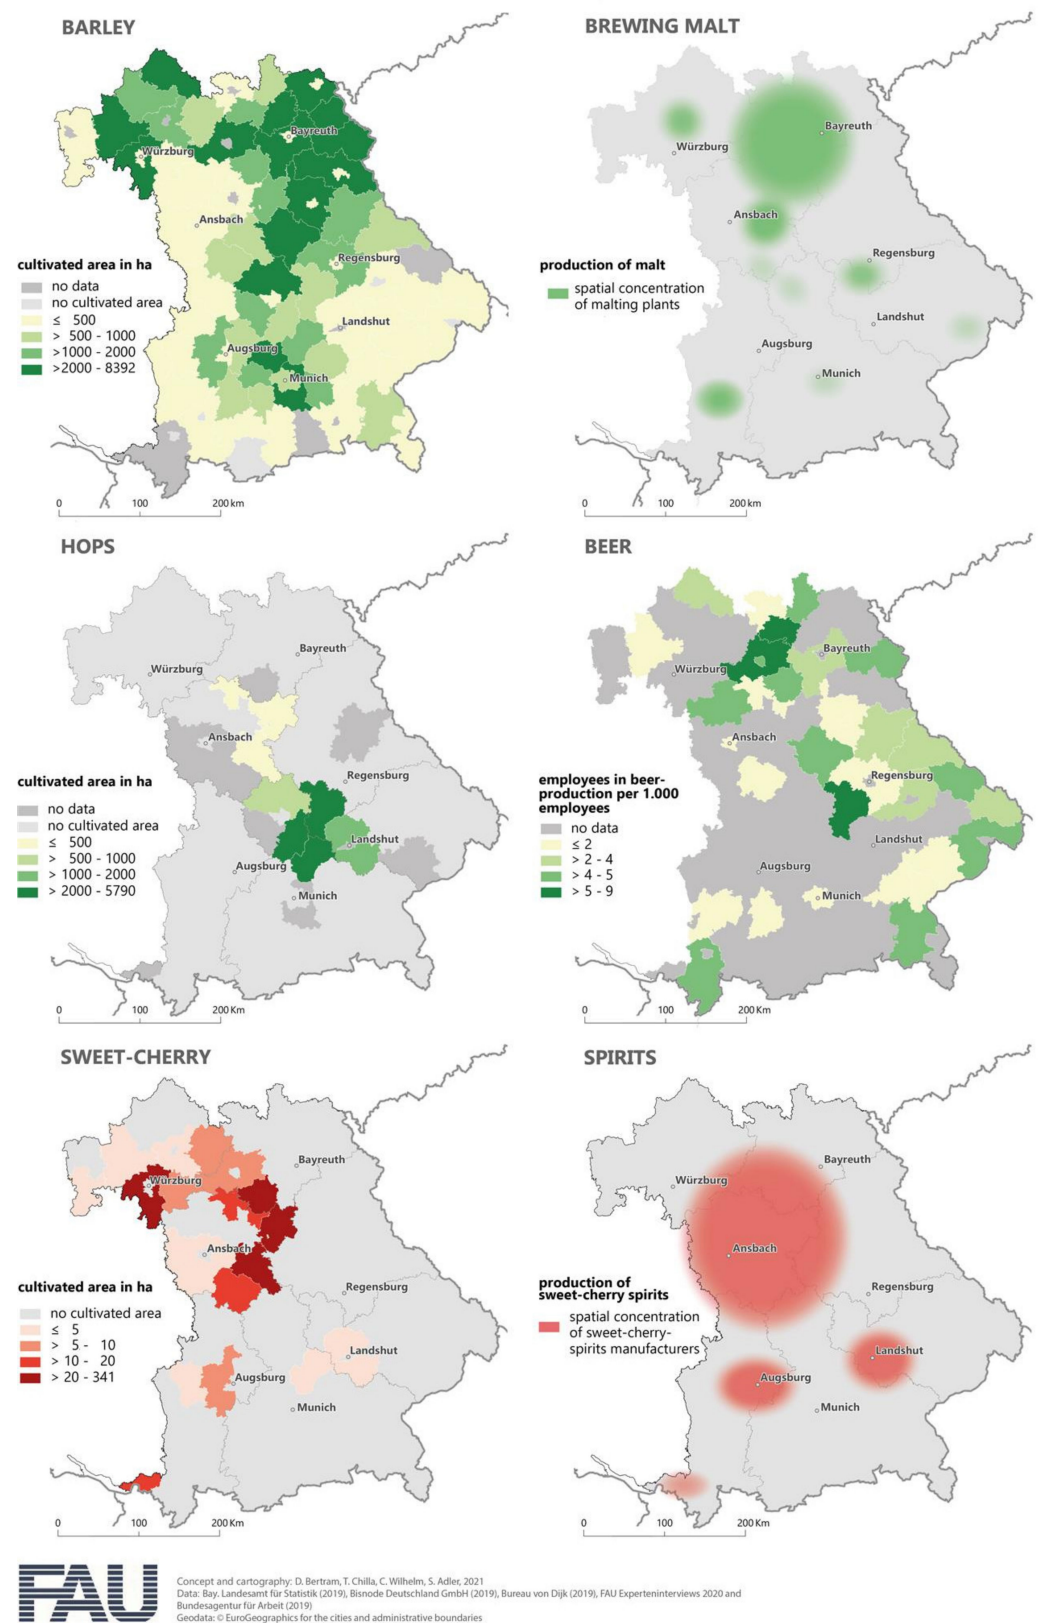 BARLEY
Bayreuth
Würzburg
Ansbach
Regensburg
Landshut
Augsburg
Munich
cultivated area in ha
no data
no cultivated area
≤ 500
> 500 - 1000
>1000 - 2000
>2000 - 8392
0 100 200 km
BREWING MALT
Bayreuth
Würzburg
Ansbach
Regensburg
Landshut
Augsburg
Munich
production of malt
spatial concentration
of malting plants
0 100 200 km
HOPS
Bayreuth
Würzburg
Ansbach
Regensburg
Landshut
Augsburg
Munich
cultivated area in ha
no data
no cultivated area
≤ 500
> 500 - 1000
> 1000 - 2000
> 2000 - 5790
0 100 200 Km
BEER
Bayreuth
Würzburg
Ansbach
Regensburg
Landshut
Augsburg
Munich
employees in beer-
production per 1.000
employees
no data
≤ 2
> 2 - 4
> 4 - 5
> 5 - 9
0 100 200 Km
SWEET-CHERRY
Bayreuth
Würzburg
Ansbach
Regensburg
Landshut
Augsburg
Munich
cultivated area in ha
no cultivated area
≤ 5
> 5 - 10
> 10 - 20
> 20 - 341
0 100 200 Km
SPIRITS
Bayreuth
Würzburg
Ansbach
Regensburg
Landshut
Augsburg
Munich
production of
sweet-cherry spirits
spatial concentration
of sweet-cherry-
spirits manufacturers
0 100 200 Km
FAU
Concept and cartography: D. Bertram, T. Chilla, C. Wilhelm, S. Adler, 2021
Data: Bay. Landesamt für Statistik (2019), Bisnode Deutschland GmbH (2019), Bureau von Dijk (2019), FAU Experteninterviews 2020 and
Bundesagentur für Arbeit (2019)
Geodata: © EuroGeographics for the cities and adminstrative boundaries